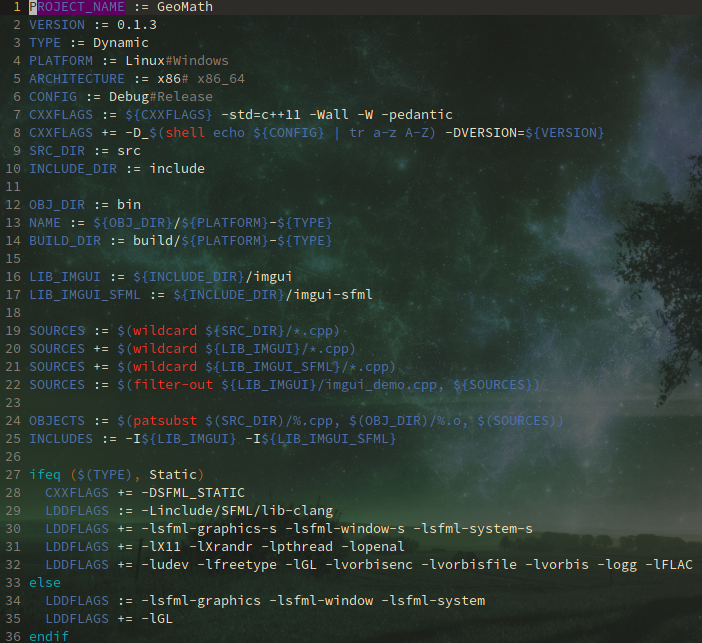 1 PROJECT_NAME := GeoMath
2 VERSION := 0.1.3
3 TYPE := Dynamic
4 PLATFORM := Linux#Windows
5 ARCHITECTURE := x86# x86_64
6 CONFIG := Debug#Release
7 CXXFLAGS := ${CXXFLAGS} -std=c++11 -Wall -W -pedantic
8 CXXFLAGS += -D_$(shell echo ${CONFIG} | tr a-z A-Z) -DVERSION=${VERSION}
9 SRC_DIR := src
10 INCLUDE_DIR := include
11
12 OBJ_DIR := bin
13 NAME := ${OBJ_DIR}/${PLATFORM}-${TYPE}
14 BUILD_DIR := build/${PLATFORM}-${TYPE}
15
16 LIB_IMGUI := ${INCLUDE_DIR}/imgui
17 LIB_IMGUI_SFML := ${INCLUDE_DIR}/imgui-sfml
18
19 SOURCES := $(wildcard ${SRC_DIR}/*.cpp)
20 SOURCES += $(wildcard ${LIB_IMGUI}/*.cpp)
21 SOURCES += $(wildcard ${LIB_IMGUI_SFML}/*.cpp)
22 SOURCES := $(filter-out ${LIB_IMGUI}/imgui_demo.cpp, ${SOURCES})
23
24 OBJECTS := $(patsubst $(SRC_DIR)/%.cpp, $(OBJ_DIR)/%.o, $(SOURCES))
25 INCLUDES := -I${LIB_IMGUI} -I${LIB_IMGUI_SFML}
26
27 ifeq ($(TYPE), Static)
28   CXXFLAGS += -DSFML_STATIC
29   LDDFLAGS := -Linclude/SFML/lib-clang
30   LDDFLAGS += -lsfml-graphics-s -lsfml-window-s -lsfml-system-s
31   LDDFLAGS += -lX11 -lXrandr -lpthread -lopenal
32   LDDFLAGS += -ludev -lfreetype -lGL -lvorbisenc -lvorbisfile -lvorbis -logg -lFLAC
33 else
34   LDDFLAGS := -lsfml-graphics -lsfml-window -lsfml-system
35   LDDFLAGS += -lGL
36 endif